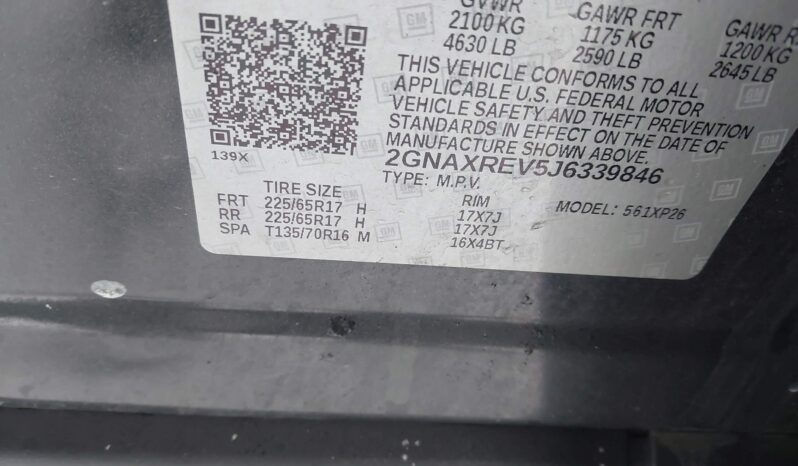 GVWR GAWR FRT GAWR R
2100 KG 1175 KG 1200 KG
4630 LB 2590 LB 2645 LB
THIS VEHICLE CONFORMS TO ALL
APPLICABLE U.S. FEDERAL MOTOR
VEHICLE SAFETY AND THEFT PREVENTION
STANDARDS IN EFFECT ON THE DATE OF
MANUFACTURE SHOWN ABOVE.
2GNAXREV5J6339846
TYPE: M.P.V. MODEL: 561XP26
139X
TIRE SIZE RIM
FRT 225/65R17 H 17X7J
RR 225/65R17 H 17X7J
SPA T135/70R16 M 16X4BT
GM